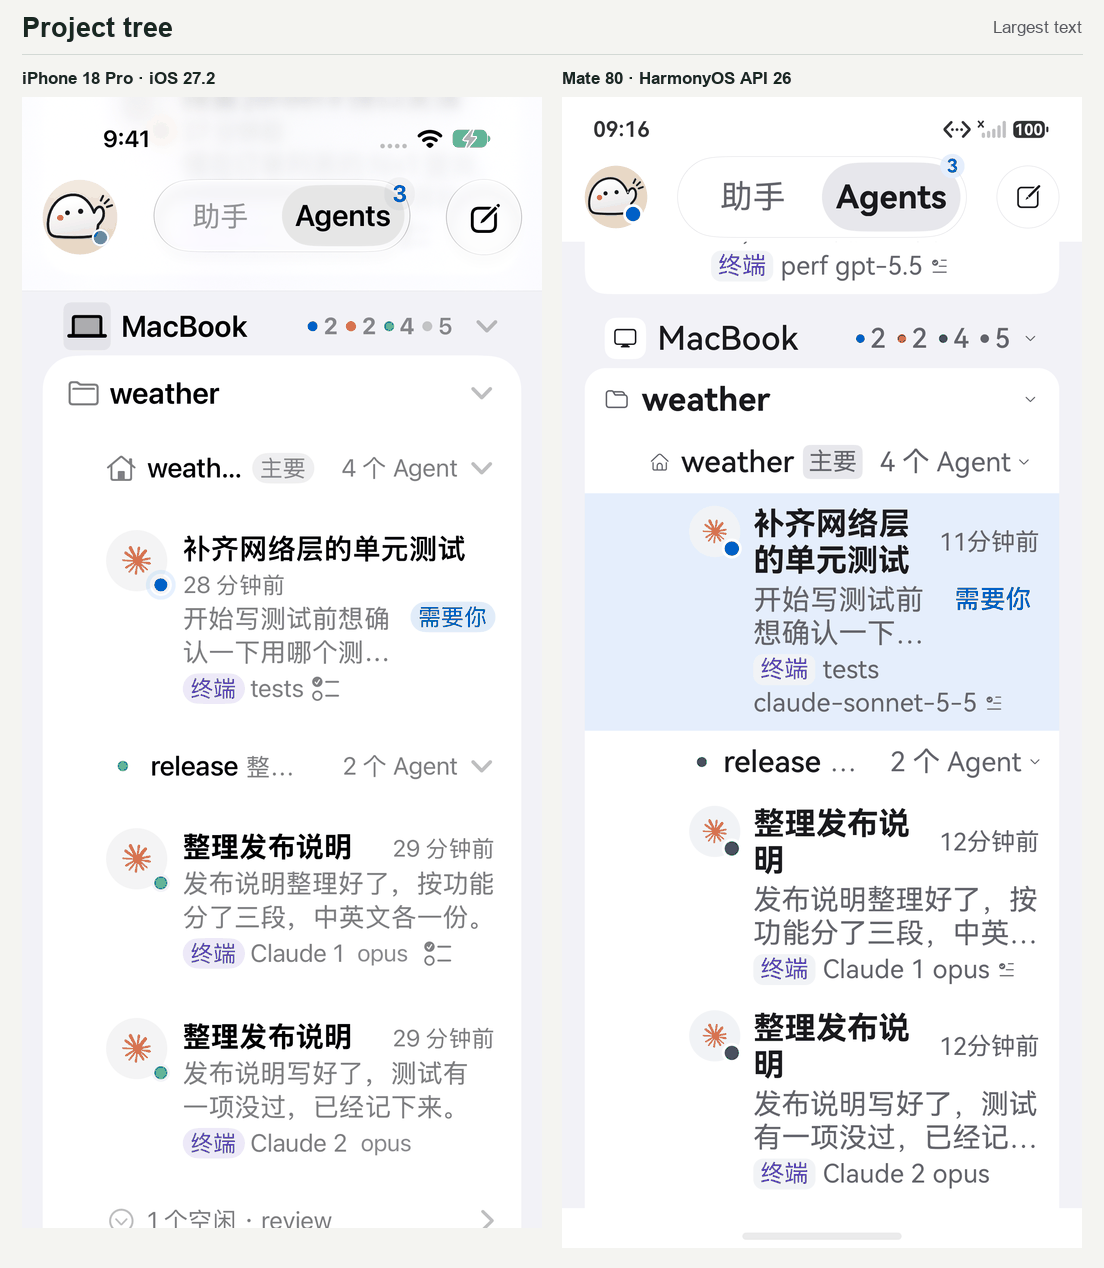 Project tree
Largest text
iPhone 18 Pro · iOS 27.2
9:41
助手
Agents
3
MacBook
2 2 4 5
weather
weath...
主要
4 个 Agent
补齐网络层的单元测试
28 分钟前
开始写测试前想确
认一下用哪个测...
需要你
终端 tests
release 整...
2 个 Agent
整理发布说明
29 分钟前
发布说明整理好了，按功能
分了三段，中英文各一份。
终端 Claude 1 opus
整理发布说明
29 分钟前
发布说明写好了，测试有
一项没过，已经记下来。
终端 Claude 2 opus
1 个空闲 · review
Mate 80 · HarmonyOS API 26
09:16
100
助手
Agents
3
终端 perf gpt-5.5
MacBook
2 2 4 5
weather
weather
主要
4 个 Agent
补齐网络层
的单元测试
11分钟前
开始写测试前
想确认一下...
需要你
终端 tests
claude-sonnet-5-5
release ...
2 个 Agent
整理发布说
明
12分钟前
发布说明整理好了，按
功能分了三段，中英...
终端 Claude 1 opus
整理发布说
明
12分钟前
发布说明写好了，测试
有一项没过，已经记...
终端 Claude 2 opus